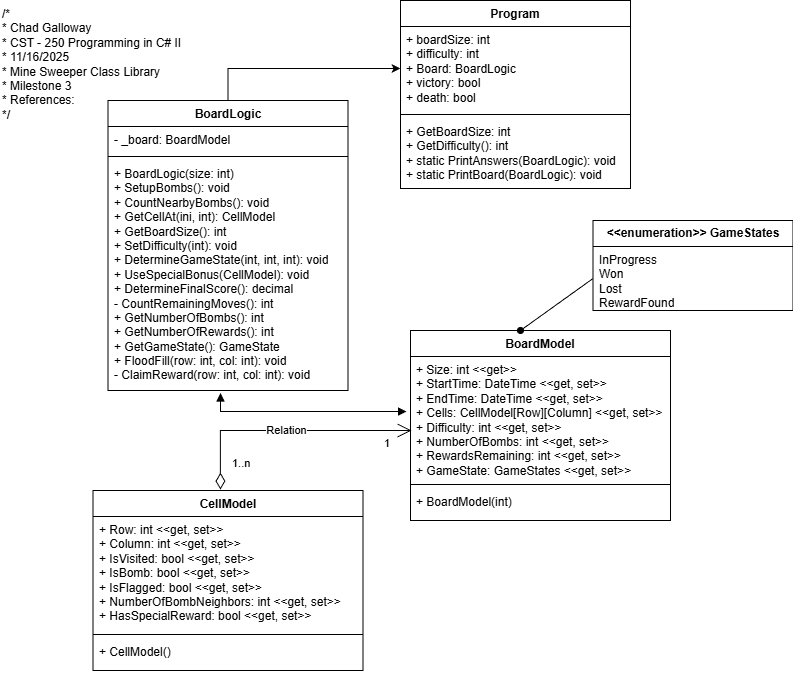 /*
* Chad Galloway
* CST - 250 Programming in C# II
* 11/16/2025
* Mine Sweeper Class Library
* Milestone 3
* References:
*/
Program
+ boardSize: int
+ difficulty: int
+ Board: BoardLogic
+ victory: bool
+ death: bool
+ GetBoardSize: int
+ GetDifficulty(): int
+ static PrintAnswers(BoardLogic): void
+ static PrintBoard(BoardLogic): void
BoardLogic
- _board: BoardModel
+ BoardLogic(size: int)
+ SetupBombs(): void
+ CountNearbyBombs(): void
+ GetCellAt(ini, int): CellModel
+ GetBoardSize(): int
+ SetDifficulty(int): void
+ DetermineGameState(int, int, int): void
+ UseSpecialBonus(CellModel): void
+ DetermineFinalScore(): decimal
- CountRemainingMoves(): int
+ GetNumberOfBombs(): int
+ GetNumberOfRewards(): int
+ GetGameState(): GameState
+ FloodFill(row: int, col: int): void
- ClaimReward(row: int, col: int): void
<<enumeration>> GameStates
InProgress
Won
Lost
RewardFound
BoardModel
+ Size: int <<get>>
+ StartTime: DateTime <<get, set>>
+ EndTime: DateTime <<get, set>>
+ Cells: CellModel[Row][Column] <<get, set>>
+ Difficulty: int <<get, set>>
+ NumberOfBombs: int <<get, set>>
+ RewardsRemaining: int <<get, set>>
+ GameState: GameStates <<get, set>>
+ BoardModel(int)
Relation
1
1..n
CellModel
+ Row: int <<get, set>>
+ Column: int <<get, set>>
+ IsVisited: bool <<get, set>>
+ IsBomb: bool <<get, set>>
+ IsFlagged: bool <<get, set>>
+ NumberOfBombNeighbors: int <<get, set>>
+ HasSpecialReward: bool <<get, set>>
+ CellModel()